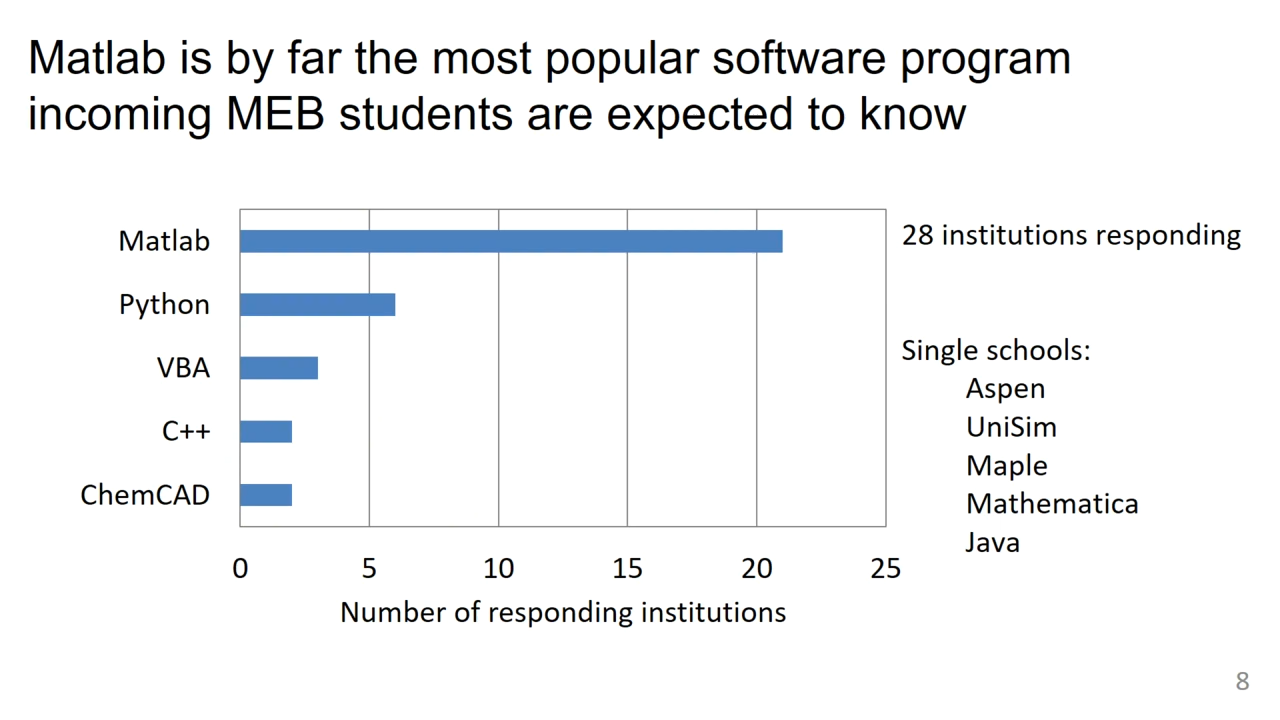 Matlab is by far the most popular software program
incoming MEB students are expected to know
Matlab
Python
VBA
C++
ChemCAD
0 5 10 15 20 25
Number of responding institutions
28 institutions responding
Single schools:
Aspen
UniSim
Maple
Mathematica
Java
8